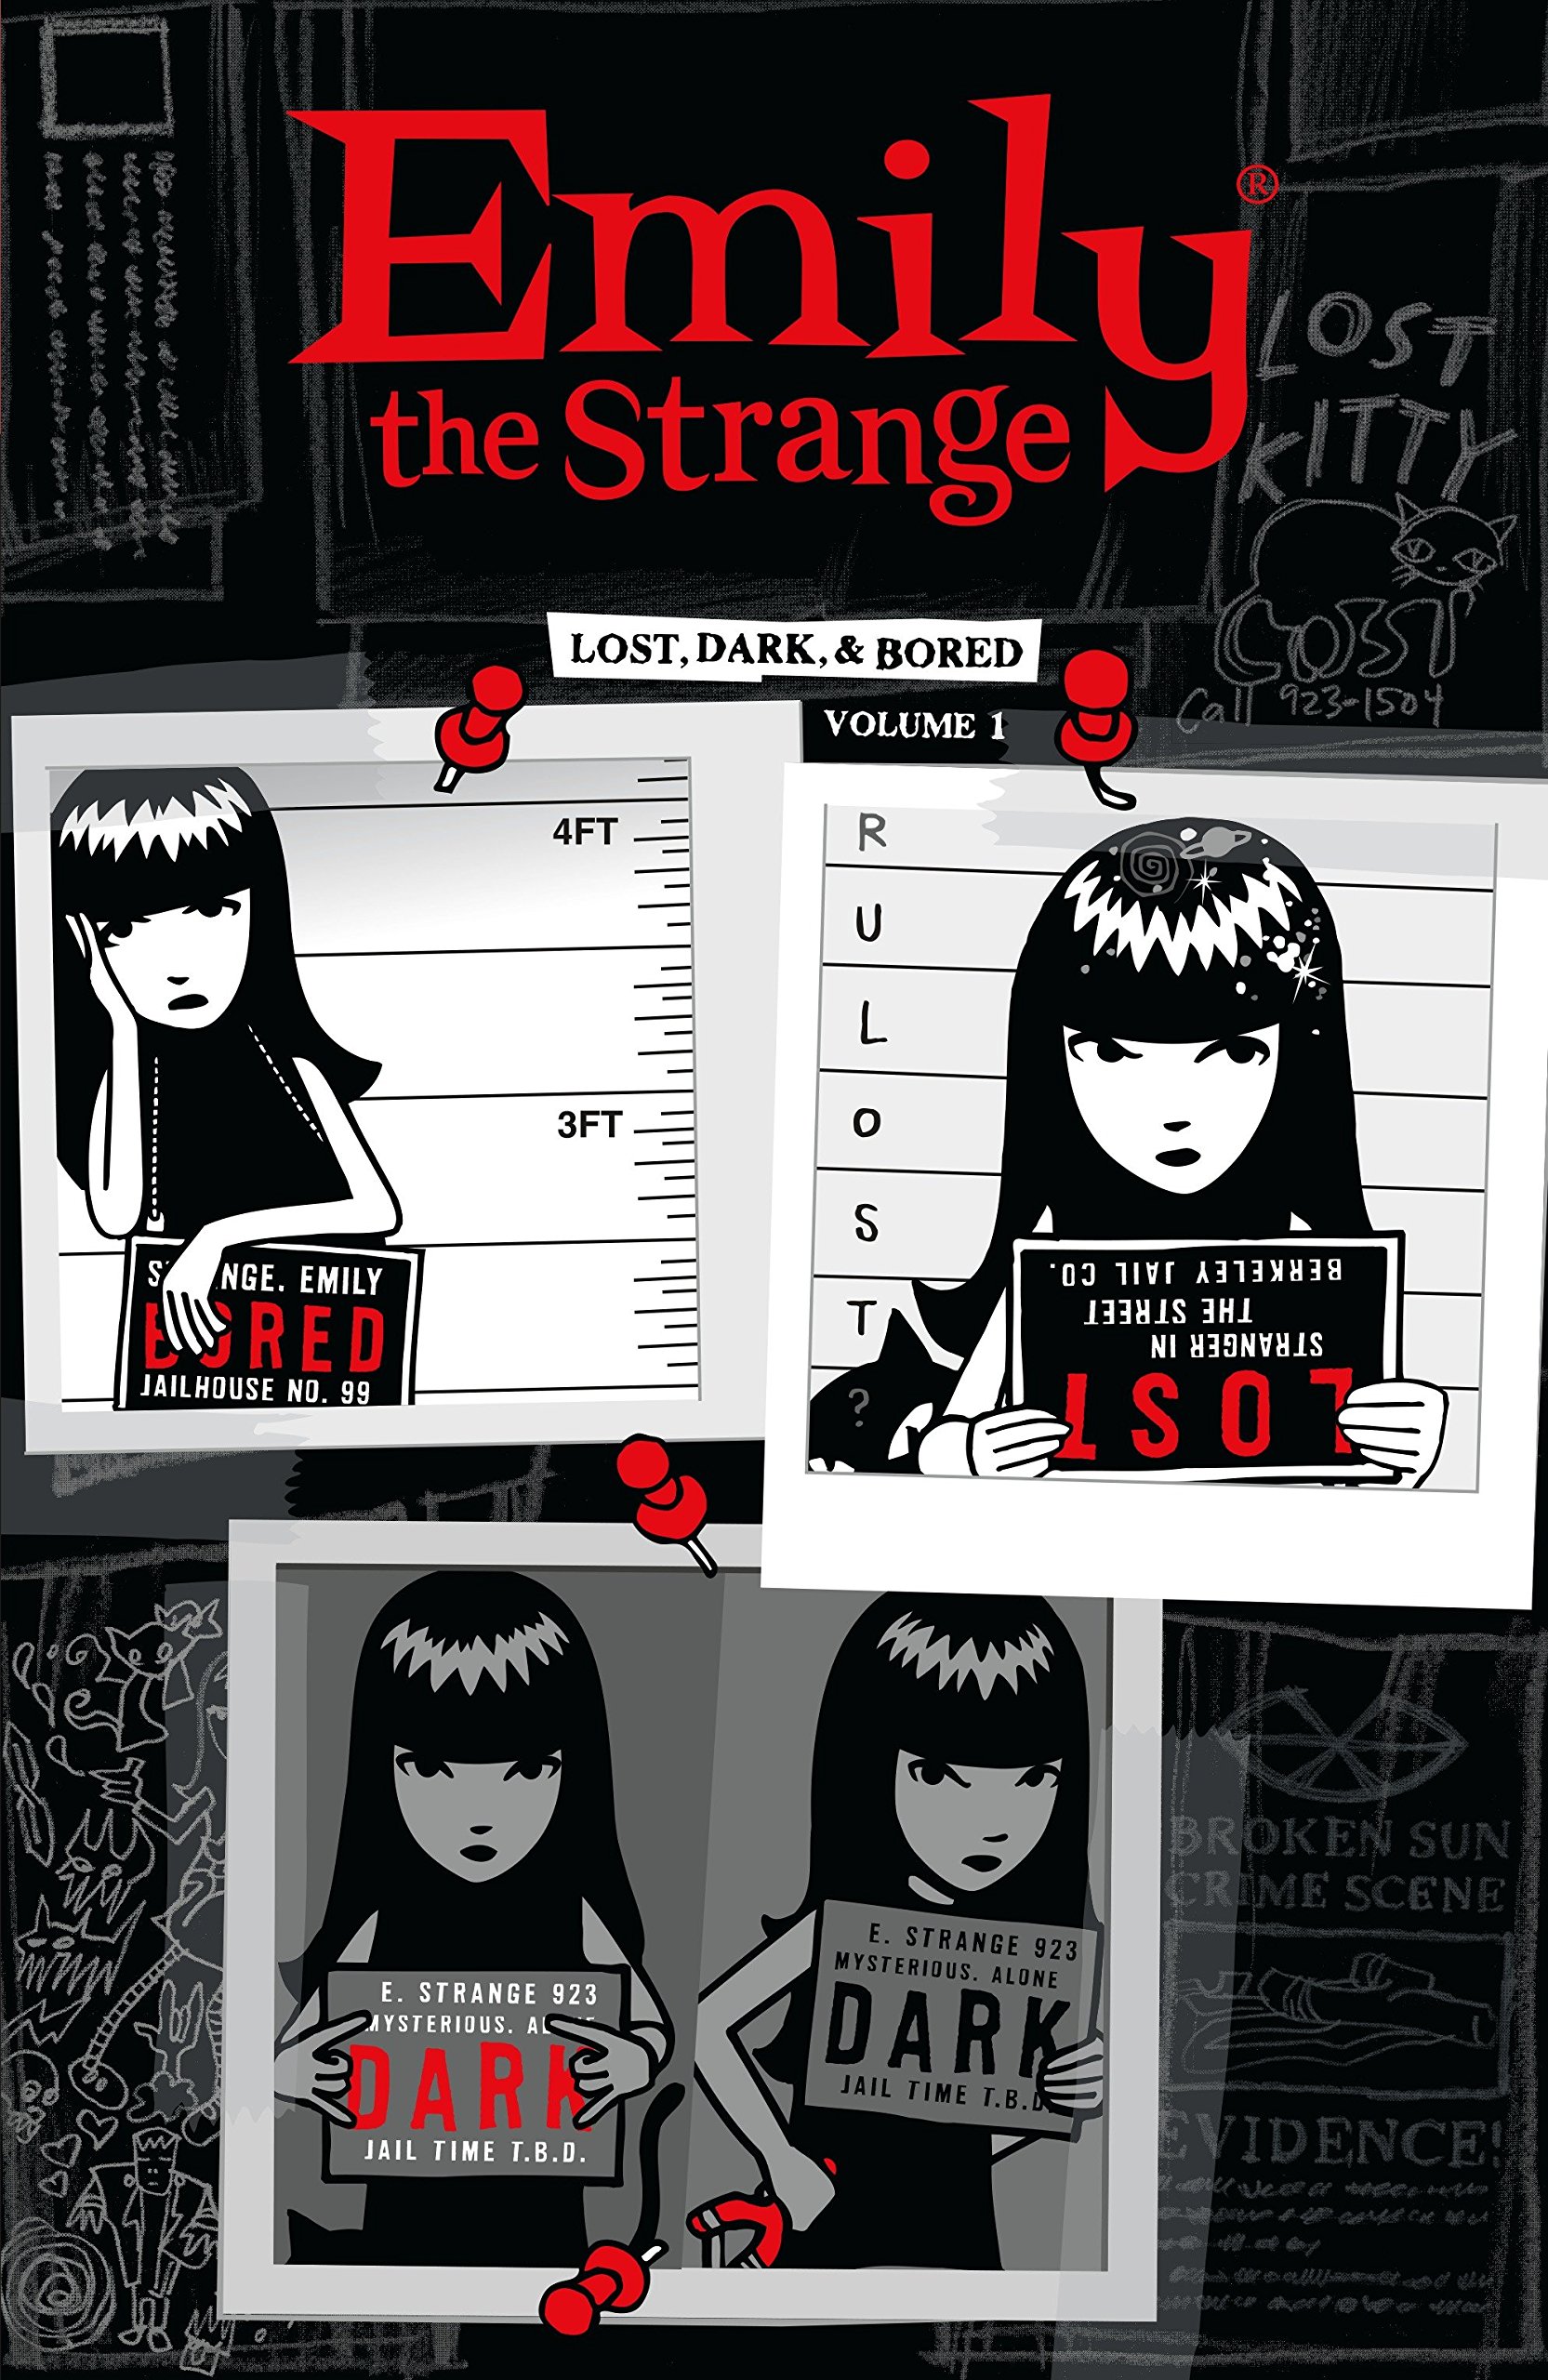 Emily®
the Strange
LOST
KITTY
LOST
Call 923-1504
LOST, DARK, & BORED
VOLUME 1
4FT
3FT
NGE. EMILY
BORED
JAILHOUSE NO. 99
R
U
L
O
S
T
?
LOST
STRANGER IN
THE STREET
BERKELEY JAIL CO.
E. STRANGE 923
MYSTERIOUS. AL
DARK
JAIL TIME T.B.D.
E. STRANGE 923
MYSTERIOUS. ALONE
DARK
JAIL TIME T.B.D.
BROKEN SUN
CRIME SCENE
EVIDENCE!